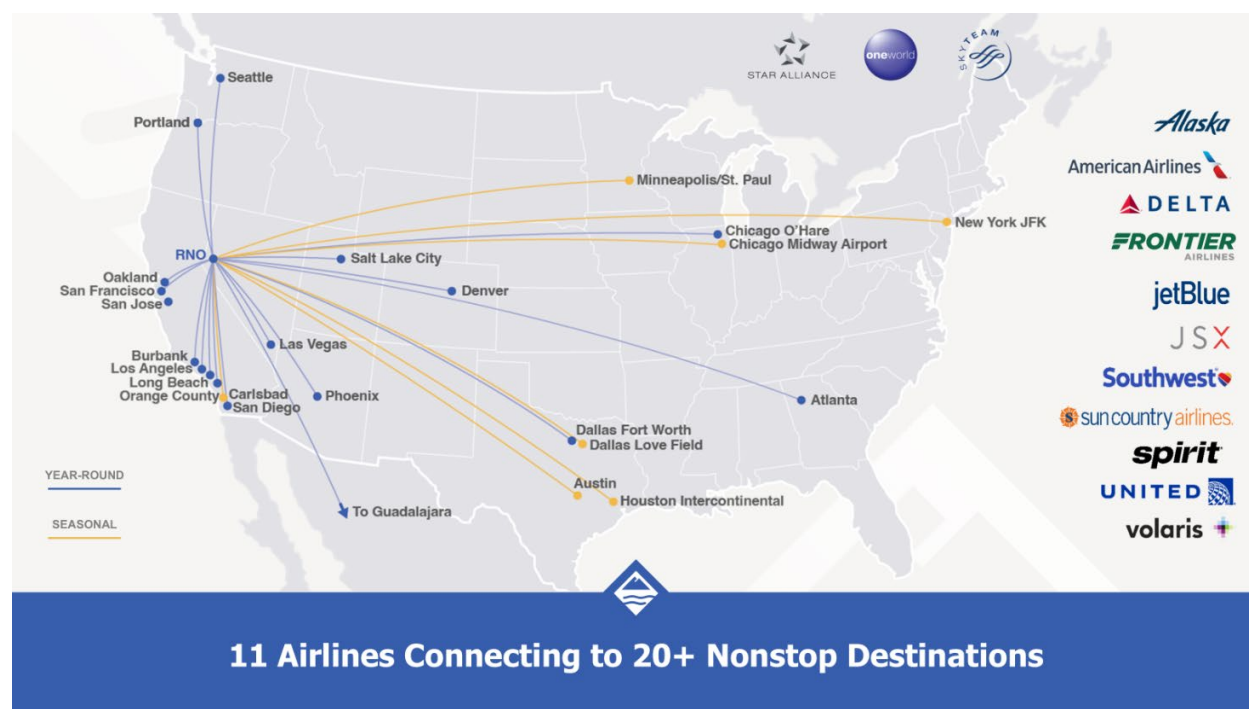 STAR ALLIANCE
oneworld
SKYTEAM
Seattle
Portland
Minneapolis/St. Paul
New York JFK
Chicago O'Hare
Chicago Midway Airport
RNO
Salt Lake City
Oakland
San Francisco
San Jose
Denver
Las Vegas
Burbank
Los Angeles
Long Beach
Orange County
Carlsbad
San Diego
Phoenix
Atlanta
Dallas Fort Worth
Dallas Love Field
Austin
Houston Intercontinental
To Guadalajara
YEAR-ROUND
SEASONAL
Alaska
American Airlines
DELTA
FRONTIER
AIRLINES
jetBlue
JSX
Southwest
S sun country airlines.
spirit
UNITED
volaris
11 Airlines Connecting to 20+ Nonstop Destinations